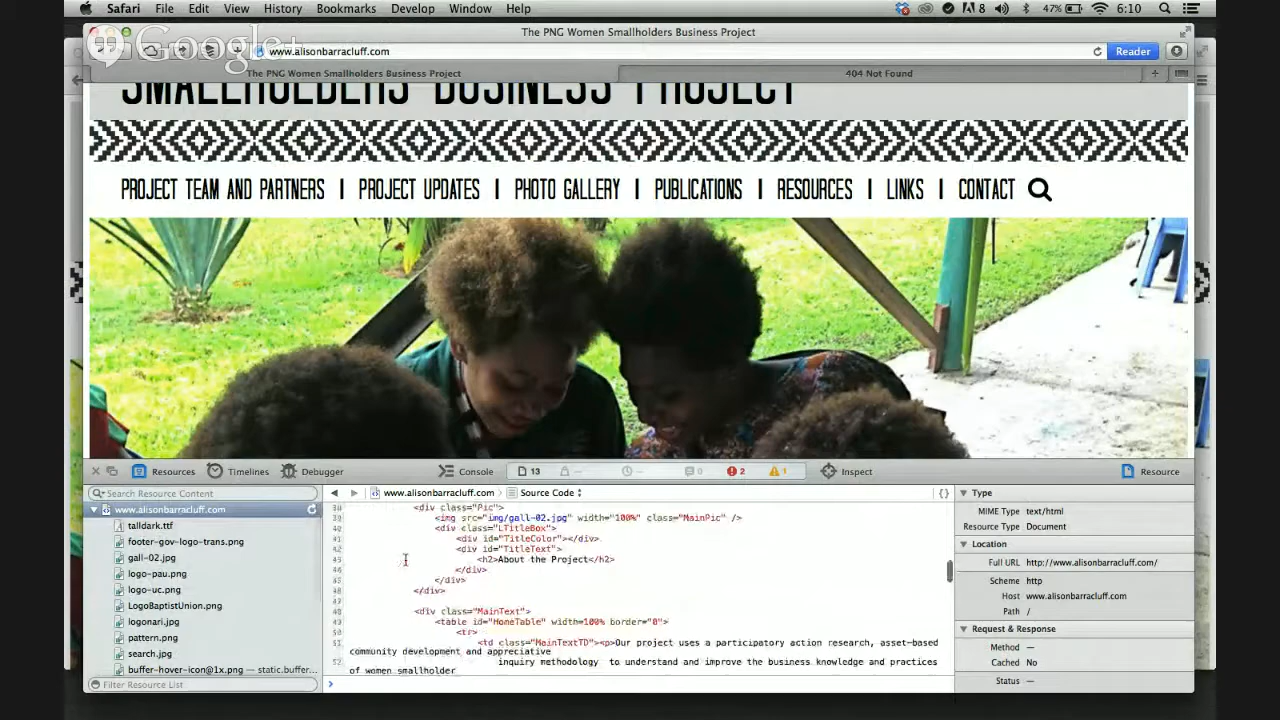 Safari File Edit View History Bookmarks Develop Window Help 8 47% 6:10
Google+
The PNG Women Smallholders Business Project
www.alisonbarracluff.com Reader
The PNG Women Smallholders Business Project 404 Not Found
SMALLHOLDERS BUSINESS PROJECT
PROJECT TEAM AND PARTNERS | PROJECT UPDATES | PHOTO GALLERY | PUBLICATIONS | RESOURCES | LINKS | CONTACT
Resources Timelines Debugger Console 13 0 2 1 Inspect Resource
Search Resource Content
www.alisonbarracluff.com Source Code
www.alisonbarracluff.com
talldark.ttf
footer-gov-logo-trans.png
gall-02.jpg
logo-pau.png
logo-uc.png
LogoBaptistUnion.png
logonari.jpg
pattern.png
search.jpg
buffer-hover-icon@1x.png — static.buffer...
Filter Resource List
<div class="Pic">
<img src="img/gall-02.jpg" width="100%" class="MainPic" />
<div class="LTitleBox">
<div id="TitleColor"></div>
<div id="TitleText">
<h2>About the Project</h2>
</div>
</div>
</div>
<div class="MainText">
<table id="HomeTable" width=100% border="0">
<tr>
<td class="MainTextTD"><p>Our project uses a participatory action research, asset-based
community development and appreciative
inquiry methodology to understand and improve the business knowledge and practices
of women smallholder
Type
MIME Type text/html
Resource Type Document
Location
Full URL http://www.alisonbarracluff.com/
Scheme http
Host www.alisonbarracluff.com
Path /
Request & Response
Method —
Cached No
Status —